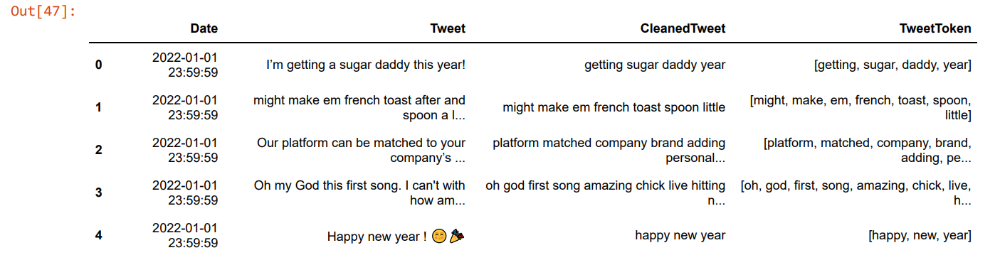 Out[47]:
Date Tweet CleanedTweet TweetToken
0 2022-01-01 23:59:59 I’m getting a sugar daddy this year! getting sugar daddy year [getting, sugar, daddy, year]
1 2022-01-01 23:59:59 might make em french toast after and spoon a l... might make em french toast spoon little [might, make, em, french, toast, spoon, little]
2 2022-01-01 23:59:59 Our platform can be matched to your company’s ... platform matched company brand adding personal... [platform, matched, company, brand, adding, pe...
3 2022-01-01 23:59:59 Oh my God this first song. I can't with how am... oh god first song amazing chick live hitting n... [oh, god, first, song, amazing, chick, live, h...
4 2022-01-01 23:59:59 Happy new year ! 😁🎉 happy new year [happy, new, year]